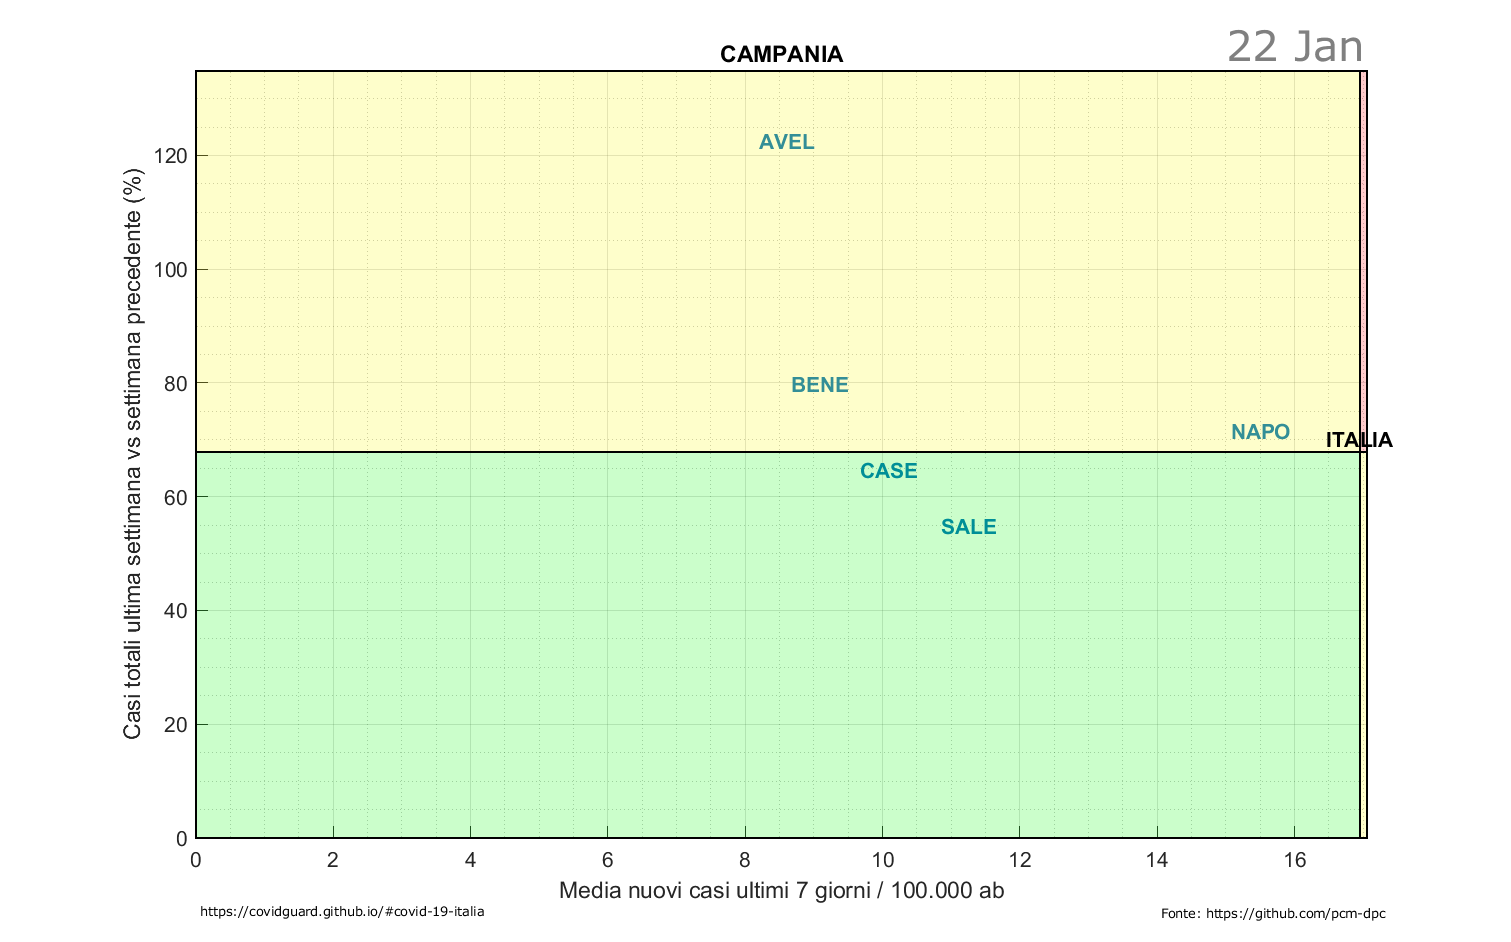 CAMPANIA
22 Jan
Casi totali ultima settimana vs settimana precedente (%)
120
100
80
60
40
20
0
AVEL
BENE
NAPO
ITALIA
CASE
SALE
0 2 4 6 8 10 12 14 16
Media nuovi casi ultimi 7 giorni / 100.000 ab
https://covidguard.github.io/#covid-19-italia
Fonte: https://github.com/pcm-dpc